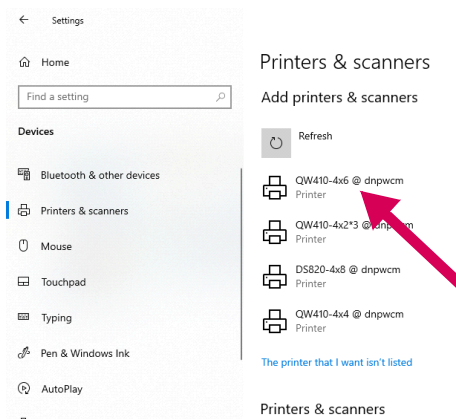 Settings
Home
Find a setting
Devices
Bluetooth & other devices
Printers & scanners
Mouse
Touchpad
Typing
Pen & Windows Ink
AutoPlay
Printers & scanners
Add printers & scanners
Refresh
QW410-4x6 @ dnpwcm
Printer
QW410-4x2*3 @ dnpwcm
Printer
DS820-4x8 @ dnpwcm
Printer
QW410-4x4 @ dnpwcm
Printer
The printer that I want isn't listed
Printers & scanners